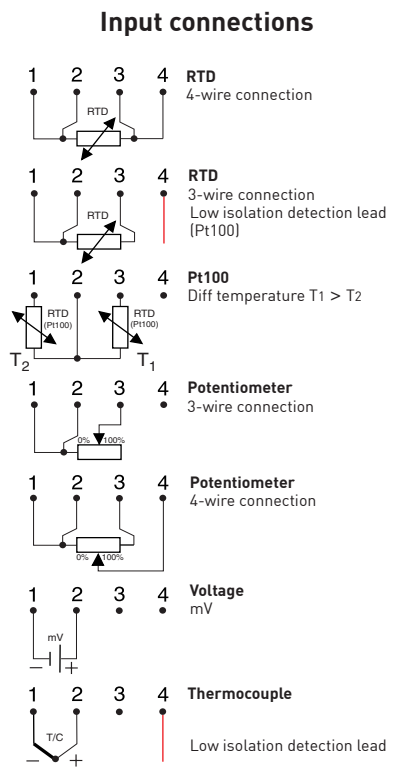 Input connections
1 2 3 4 RTD
4-wire connection
RTD
1 2 3 4 RTD
3-wire connection
RTD
Low isolation detection lead
(Pt100)
1 2 3 4 Pt100
Diff temperature T1 > T2
RTD RTD
(Pt100) (Pt100)
T2 T1
1 2 3 4 Potentiometer
3-wire connection
0% 100%
1 2 3 4 Potentiometer
4-wire connection
0% 100%
1 2 3 4 Voltage
mV
mV
– +
1 2 3 4 Thermocouple
T/C
Low isolation detection lead
– +